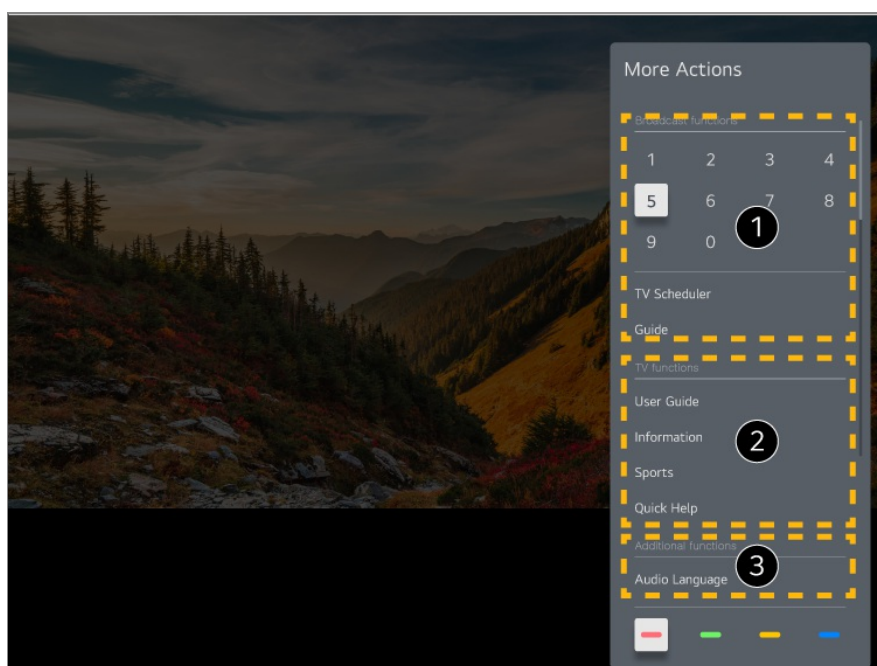 More Actions
Broadcast functions
1 2 3 4
5 6 7 8
1
9 0
TV Scheduler
Guide
TV functions
User Guide
Information
2
Sports
Quick Help
Additional functions
3
Audio Language